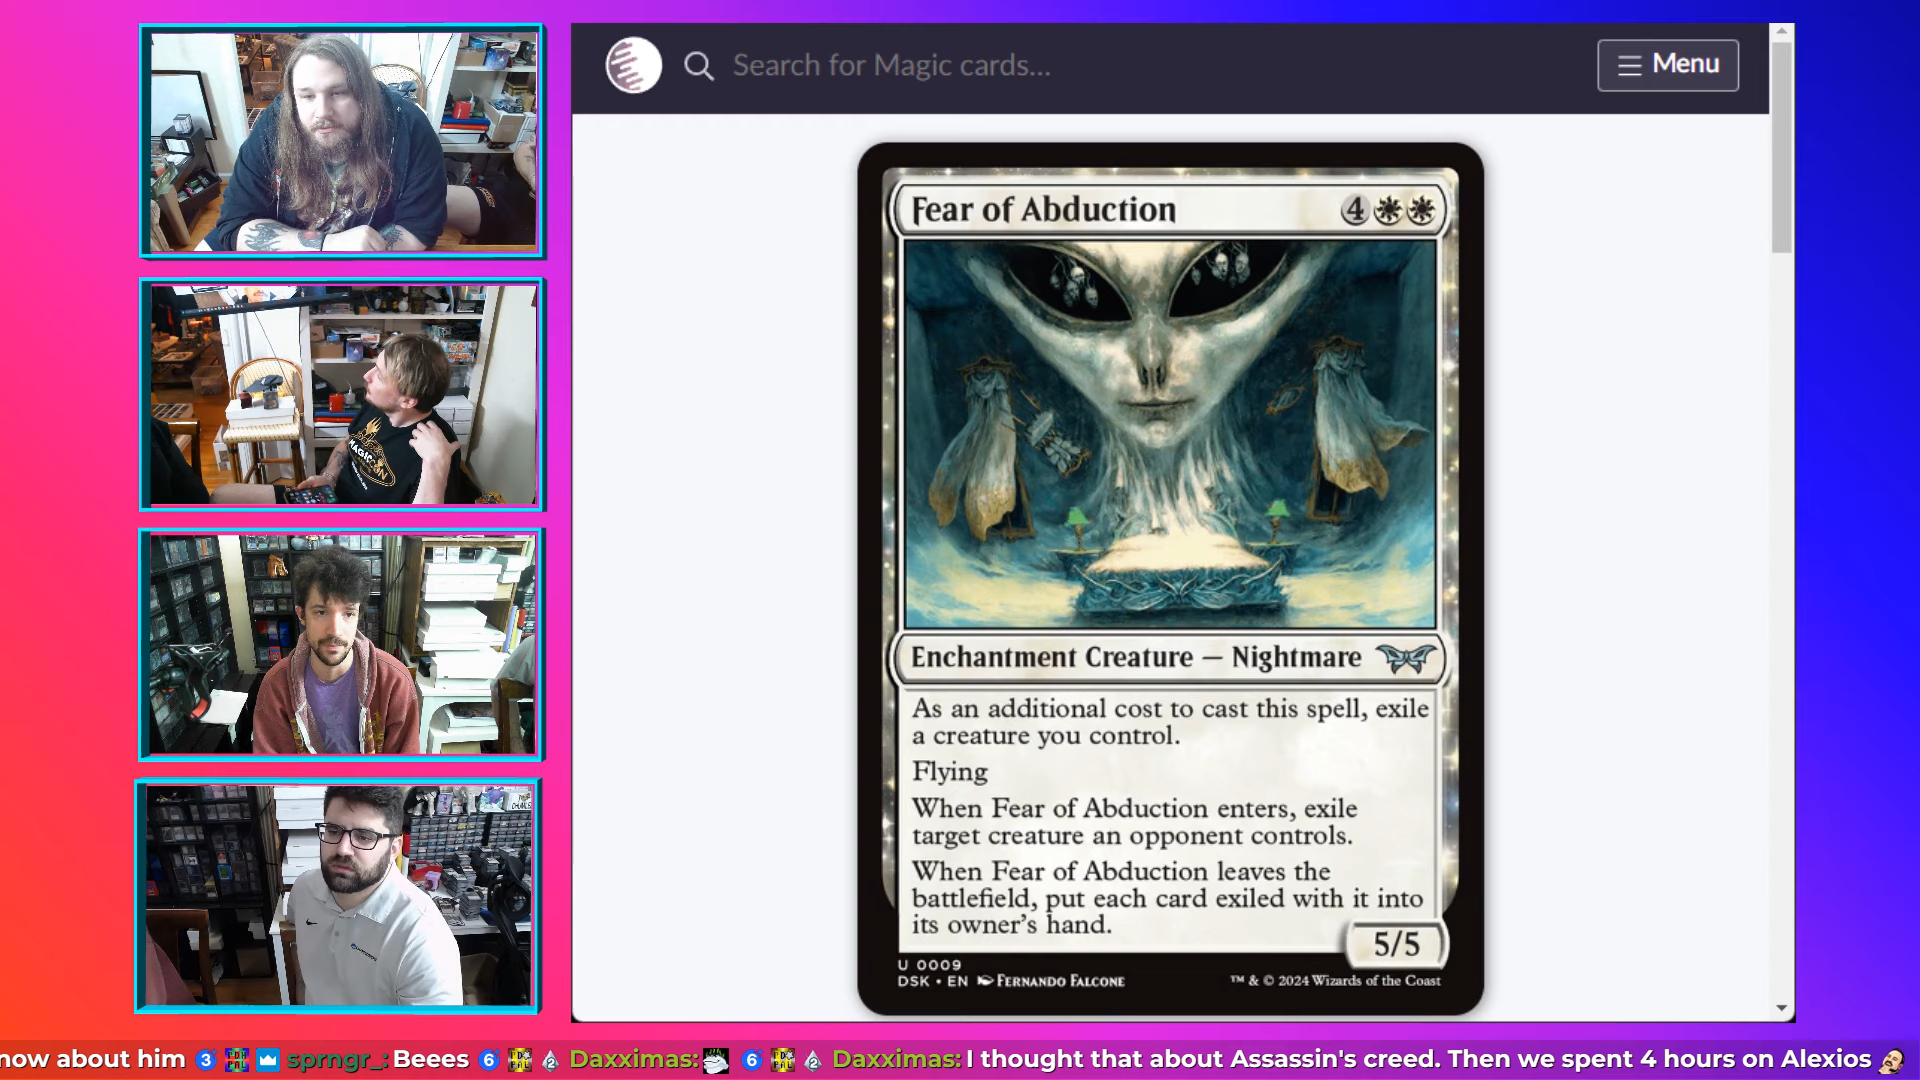 Search for Magic cards...
Menu
Fear of Abduction
4
Enchantment Creature — Nightmare
As an additional cost to cast this spell, exile
a creature you control.
Flying
When Fear of Abduction enters, exile
target creature an opponent controls.
When Fear of Abduction leaves the
battlefield, put each card exiled with it into
its owner's hand.
5/5
U 0009
DSK • EN FERNANDO FALCONE
™ & © 2024 Wizards of the Coast
MAGICCON
now about him 3 sprngr_: Beees 6 2 Daxximas: 6 2 Daxximas: I thought that about Assassin's creed. Then we spent 4 hours on Alexios